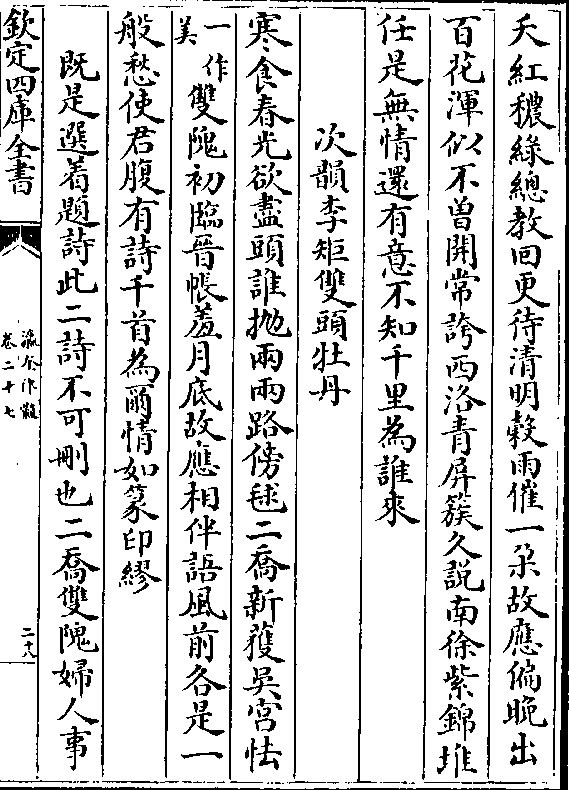 夭紅穠綠總教回更待清明穀雨催一朶故應偏晚出
百花渾似不曽開常誇西洛青屏簇久說南徐紫錦堆
任是無情還有意不知千里為誰來
次韻李矩雙頭牡丹
寒食春光欲盡頭誰抛兩兩路傍毬二喬新獲吳宫怯
一作美雙隗初臨晉帳羞月底故應相伴語風前各是一
般愁使君腹有詩千首為爾情如篆印繆
既是選着題詩此二詩不可刪也二喬雙隗婦人事
欽定四庫全書
瀛奎律髓
卷二十七
二十八